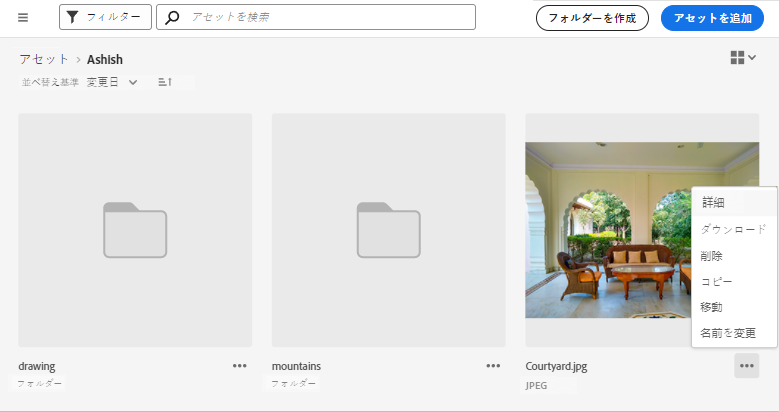 フィルター アセットを検索 フォルダーを作成 アセットを追加
アセット > Ashish
並べ替え基準 変更日
詳細
ダウンロード
削除
コピー
移動
名前を変更
drawing mountains Courtyard.jpg
フォルダー フォルダー JPEG